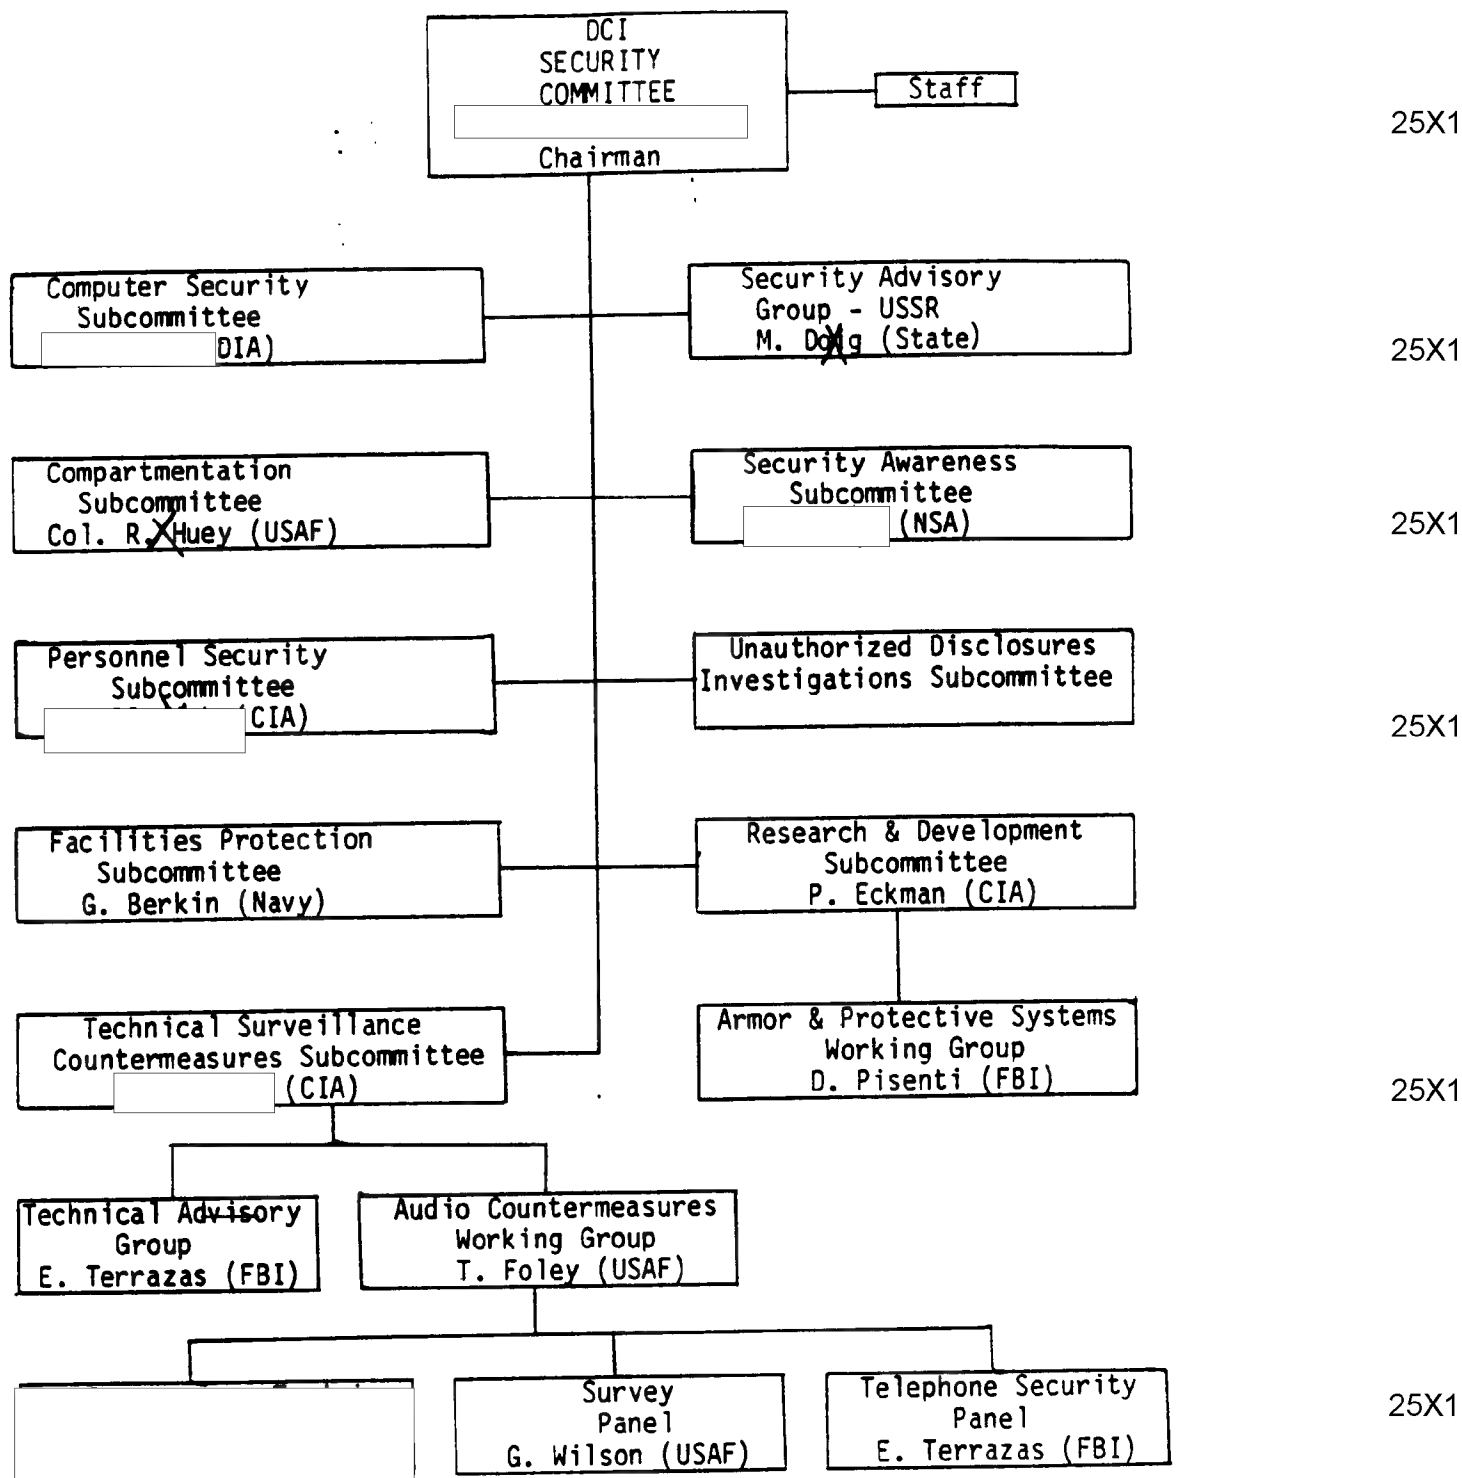 DCI
SECURITY
COMMITTEE
Chairman
Staff
25X1
Computer Security
Subcommittee
DIA)
Security Advisory
Group - USSR
M. (State)
25X1
Compartmentation
Subcommittee
Col. R. Huey (USAF)
Security Awareness
Subcommittee
(NSA)
25X1
Personnel Security
Subcommittee
(CIA)
Unauthorized Disclosures
Investigations Subcommittee
25X1
Facilities Protection
Subcommittee
G. Berkin (Navy)
Research & Development
Subcommittee
P. Eckman (CIA)
Technical Surveillance
Countermeasures Subcommittee
(CIA)
Armor & Protective Systems
Working Group
D. Pisenti (FBI)
25X1
Technical Advisory
Group
E. Terrazas (FBI)
Audio Countermeasures
Working Group
T. Foley (USAF)
Survey
Panel
G. Wilson (USAF)
Telephone Security
Panel
E. Terrazas (FBI)
25X1